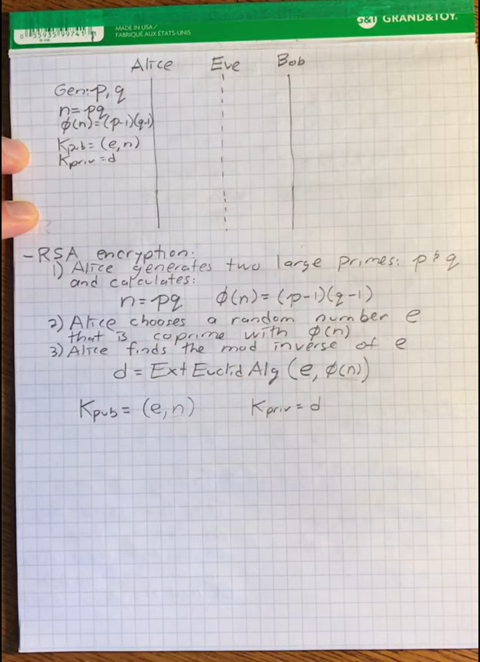 MADE IN USA/
FABRIQUÉ AUX ÉTATS-UNIS
G&T GRAND&TOY.
Alice Eve Bob
Gen: p, q
n=pq
ϕ(n)=(p-1)(q-1)
Kpub=(e,n)
Kpriv=d
-RSA encryption:
1) Alice generates two large primes: p & q
and calculates:
n=pq ϕ(n)=(p-1)(q-1)
2) Alice chooses a random number e
that is coprime with ϕ(n)
3) Alice finds the mod inverse of e
d=Ext Euclid Alg (e, ϕ(n))
Kpub=(e,n) Kpriv=d